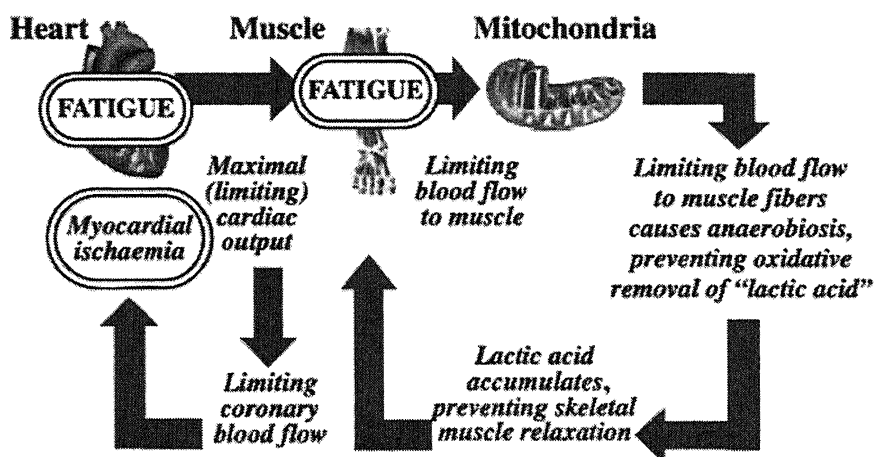 Heart
Muscle
Mitochondria
FATIGUE
FATIGUE
Myocardial
ischaemia
Maximal
(limiting)
cardiac
output
Limiting
blood flow
to muscle
Limiting blood flow
to muscle fibers
causes anaerobiosis,
preventing oxidative
removal of “lactic acid”
Limiting
coronary
blood flow
Lactic acid
accumulates,
preventing skeletal
muscle relaxation